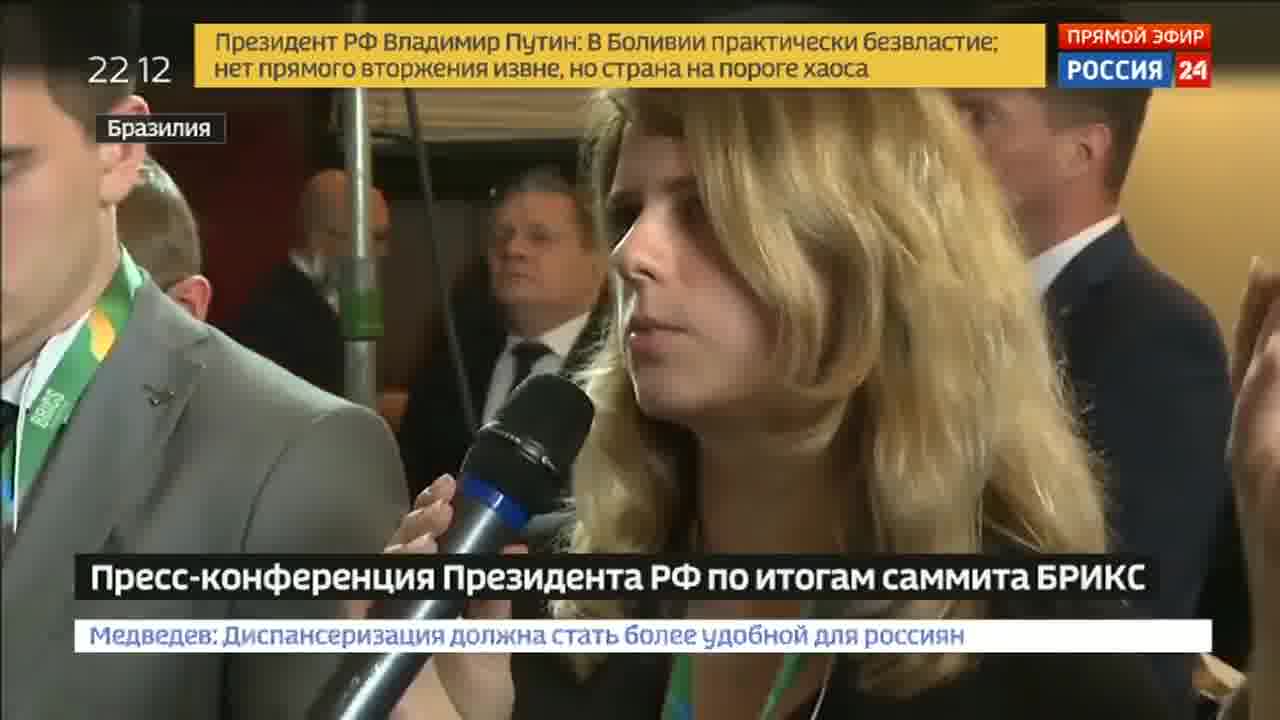 22 12
Президент РФ Владимир Путин: В Боливии практически безвластие;
нет прямого вторжения извне, но страна на пороге хаоса
ПРЯМОЙ ЭФИР
РОССИЯ 24
Бразилия
BRICS
Пресс-конференция Президента РФ по итогам саммита БРИКС
Медведев: Диспансеризация должна стать более удобной для россиян